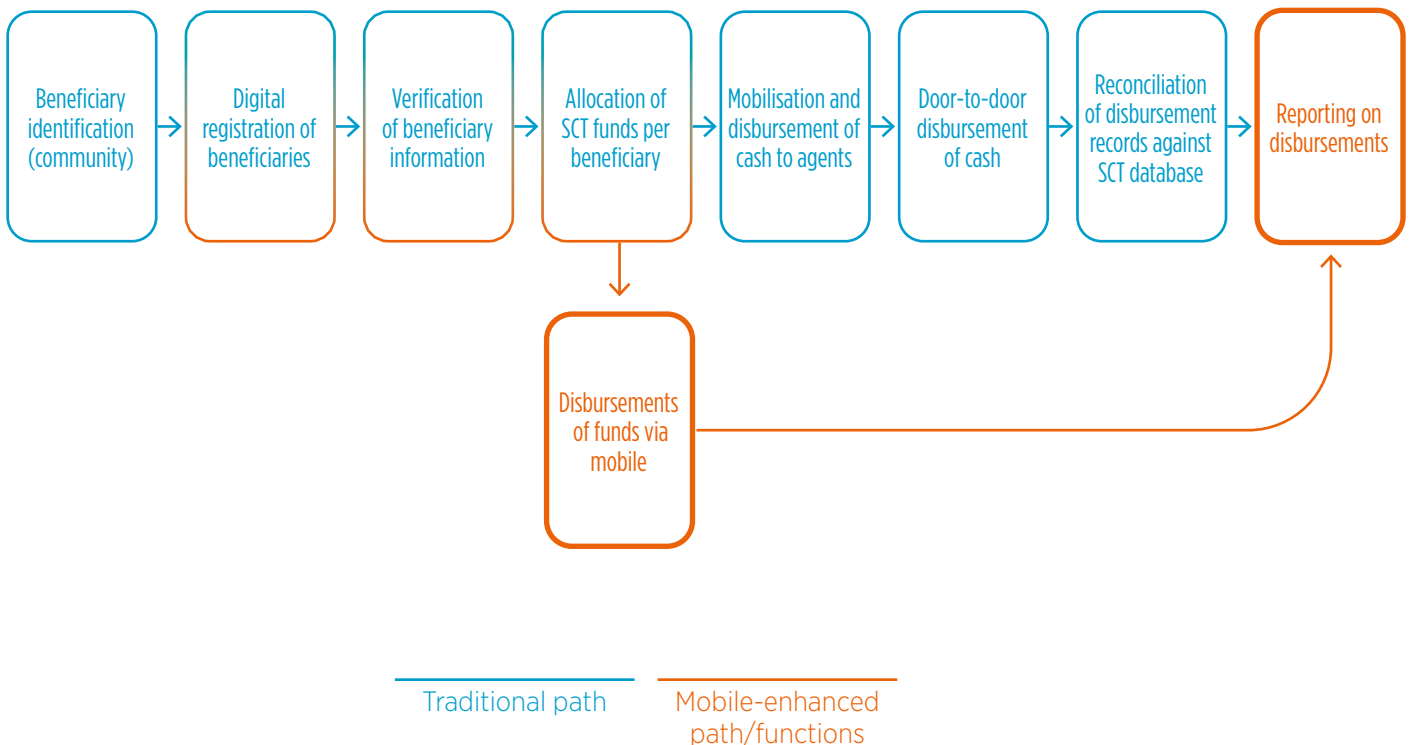 Beneficiary
identification
(community)
Digital
registration of
beneficiaries
Verification
of beneficiary
information
Allocation of
SCT funds per
beneficiary
Mobilisation and
disbursement of
cash to agents
Door-to-door
disbursement
of cash
Reconciliation
of disbursement
records against
SCT database
Reporting on
disbursements
Disbursements
of funds via
mobile
Traditional path
Mobile-enhanced
path/functions